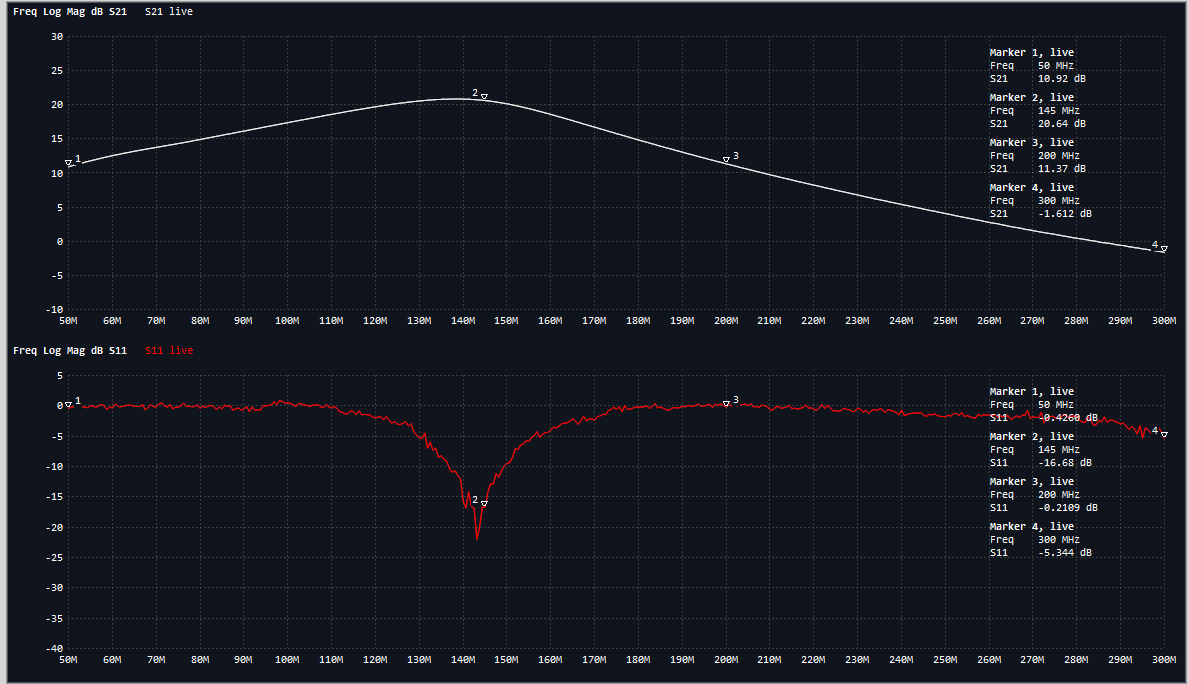 Freq Log Mag dB S21 S21 live
30
25
20
15
10
5
0
-5
-10
1
2
3
4
Marker 1, live
Freq 50 MHz
S21 10.92 dB
Marker 2, live
Freq 145 MHz
S21 20.64 dB
Marker 3, live
Freq 200 MHz
S21 11.37 dB
Marker 4, live
Freq 300 MHz
S21 -1.612 dB
50M 60M 70M 80M 90M 100M 110M 120M 130M 140M 150M 160M 170M 180M 190M 200M 210M 220M 230M 240M 250M 260M 270M 280M 290M 300M
Freq Log Mag dB S11 S11 live
5
0
-5
-10
-15
-20
-25
-30
-35
-40
1
2
3
4
Marker 1, live
Freq 50 MHz
S11 -0.4260 dB
Marker 2, live
Freq 145 MHz
S11 -16.68 dB
Marker 3, live
Freq 200 MHz
S11 -0.2109 dB
Marker 4, live
Freq 300 MHz
S11 -5.344 dB
50M 60M 70M 80M 90M 100M 110M 120M 130M 140M 150M 160M 170M 180M 190M 200M 210M 220M 230M 240M 250M 260M 270M 280M 290M 300M